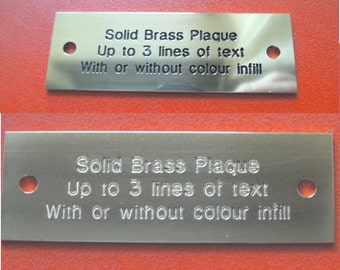 Solid Brass Plaque
Up to 3 lines of text
With or without colour infill
Solid Brass Plaque
Up to 3 lines of text
With or without colour infill